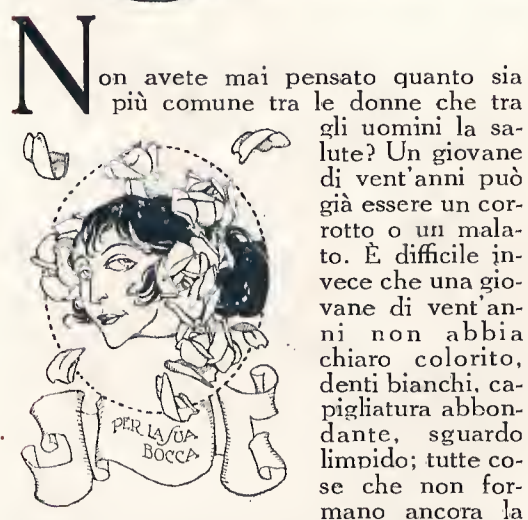 Non avete mai pensato quanto sia
più comune tra le donne che tra
gli uomini la sa-
lute? Un giovane
di vent'anni può
già essere un cor-
rotto o un mala-
to. È difficile in-
vece che una gio-
vane di vent'an-
ni non abbia
chiaro colorito,
denti bianchi, ca-
pigliatura abbon-
dante, sguardo
limpido; tutte co-
se che non for-
mano ancora la
PER LA SUA
BOCCA